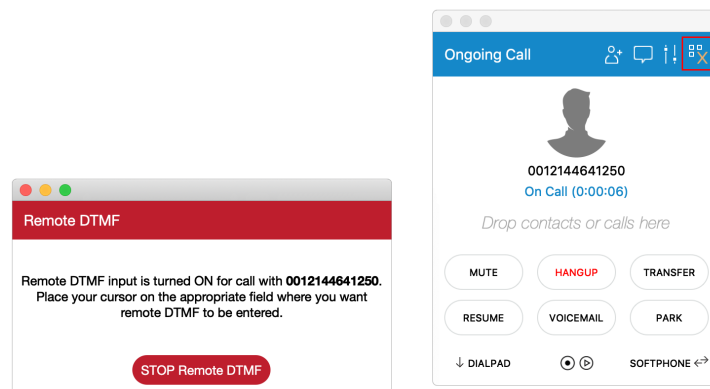 Remote DTMF
Remote DTMF input is turned ON for call with 0012144641250.
Place your cursor on the appropriate field where you want
remote DTMF to be entered.
STOP Remote DTMF
Ongoing Call
0012144641250
On Call (0:00:06)
Drop contacts or calls here
MUTE HANGUP TRANSFER
RESUME VOICEMAIL PARK
DIALPAD SOFTPHONE